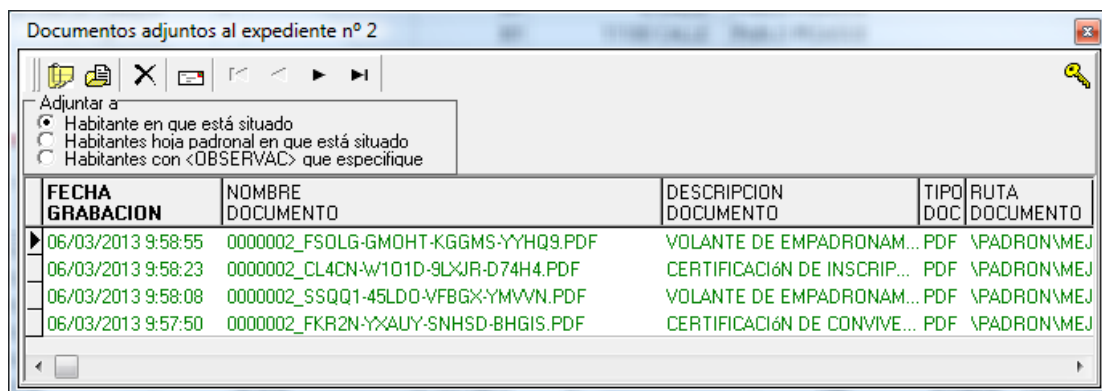 Documentos adjuntos al expediente nº 2
Adjuntar a
Habitante en que está situado
Habitantes hoja padronal en que está situado
Habitantes con <OBSERVAC> que especifique
FECHA GRABACION NOMBRE DOCUMENTO DESCRIPCION DOCUMENTO TIPO DOC RUTA DOCUMENTO
06/03/2013 9:58:55 0000002_FSOLG-GMOHT-KGGMS-YYHQ9.PDF VOLANTE DE EMPADRONAM... PDF \PADRON\MEJ
06/03/2013 9:58:23 0000002_CL4CN-W1O1D-9LXJR-D74H4.PDF CERTIFICACIóN DE INSCRIP... PDF \PADRON\MEJ
06/03/2013 9:58:08 0000002_SSQQ1-45LDO-VFBGX-YMVVN.PDF VOLANTE DE EMPADRONAM... PDF \PADRON\MEJ
06/03/2013 9:57:50 0000002_FKR2N-YXAUY-SNHSD-BHGIS.PDF CERTIFICACIóN DE CONVIVE... PDF \PADRON\MEJ